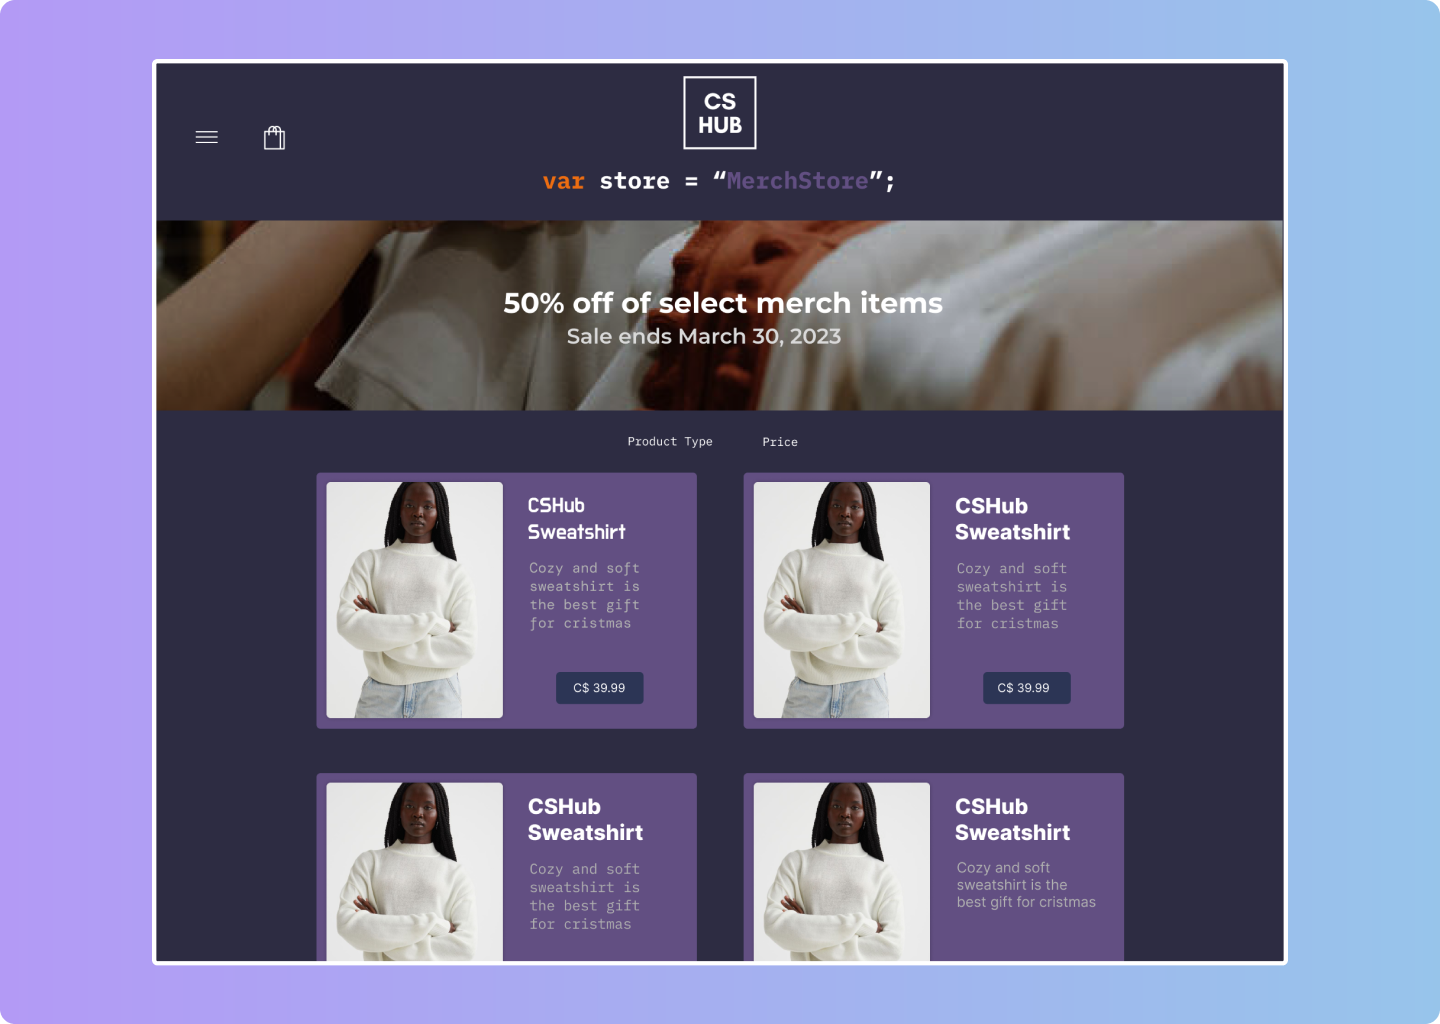 CS
HUB
var store = “MerchStore”;
50% off of select merch items
Sale ends March 30, 2023
Product Type
Price
CSHub
Sweatshirt
Cozy and soft
sweatshirt is
the best gift
for cristmas
C$ 39.99
CSHub
Sweatshirt
Cozy and soft
sweatshirt is
the best gift
for cristmas
C$ 39.99
CSHub
Sweatshirt
Cozy and soft
sweatshirt is
the best gift
for cristmas
CSHub
Sweatshirt
Cozy and soft
sweatshirt is the
best gift for cristmas